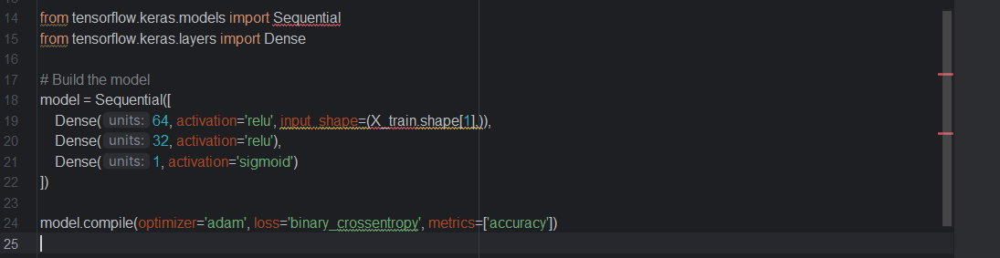 14 from tensorflow.keras.models import Sequential
15 from tensorflow.keras.layers import Dense
16
17 # Build the model
18 model = Sequential([
19 Dense( units: 64, activation='relu', input_shape=(X_train.shape[1],)),
20 Dense( units: 32, activation='relu'),
21 Dense( units: 1, activation='sigmoid')
22 ])
23
24 model.compile(optimizer='adam', loss='binary_crossentropy', metrics=['accuracy'])
25